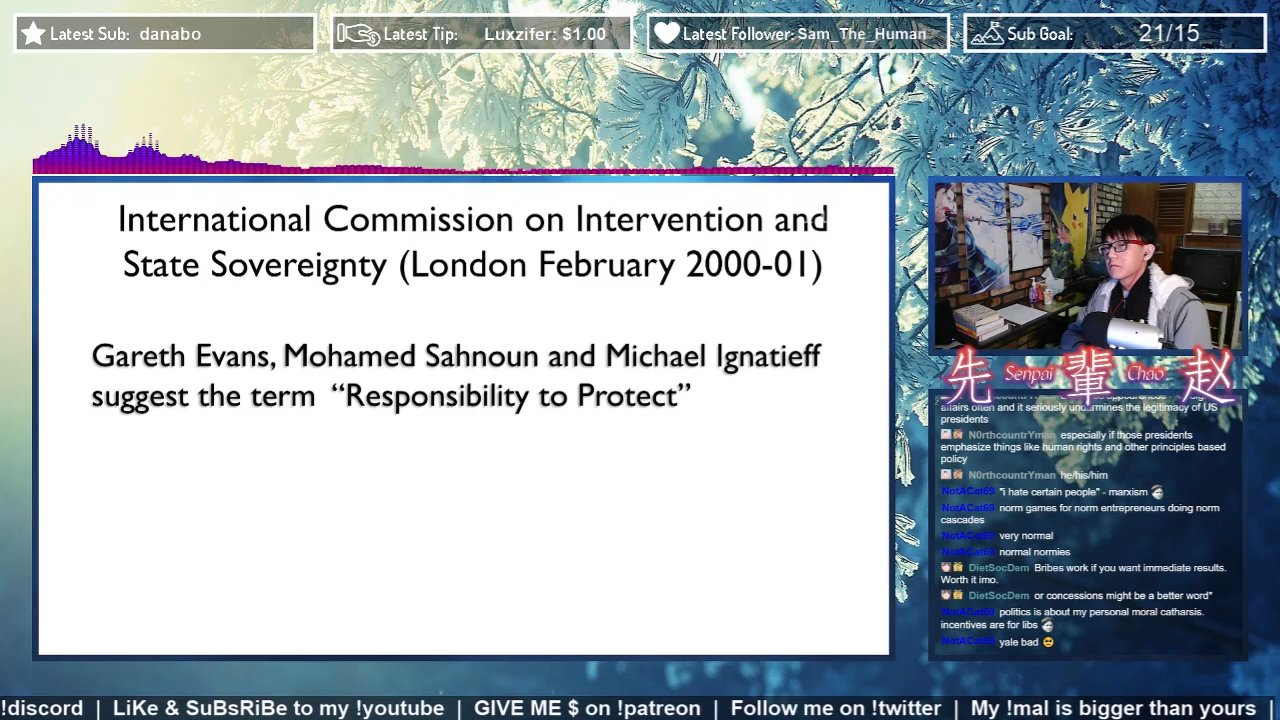 Latest Sub: danabo
Latest Tip: Luxzifer: $1.00
Latest Follower: Sam_The_Human
Sub Goal: 21/15
International Commission on Intervention and
State Sovereignty (London February 2000-01)
Gareth Evans, Mohamed Sahnoun and Michael Ignatieff
suggest the term “Responsibility to Protect”
先 Senpai 輩 Chao 赵
affairs often and it seriously undermines the legitimacy of US
presidents
N0rthcountrYman especially if those presidents
emphasize things like human rights and other principles based
policy
N0rthcountrYman he/his/him
NotACat69 "i hate certain people" - marxism
NotACat69 norm games for norm entrepreneurs doing norm
cascades
NotACat69 very normal
NotACat69 normal normies
DietSocDem Bribes work if you want immediate results.
Worth it imo.
DietSocDem or concessions might be a better word*
NotACat69 politics is about my personal moral catharsis.
incentives are for libs
NotACat69 yale bad
!discord | LiKe & SuBsRiBe to my !youtube | GIVE ME $ on !patreon | Follow me on !twitter | My !mal is bigger than yours |